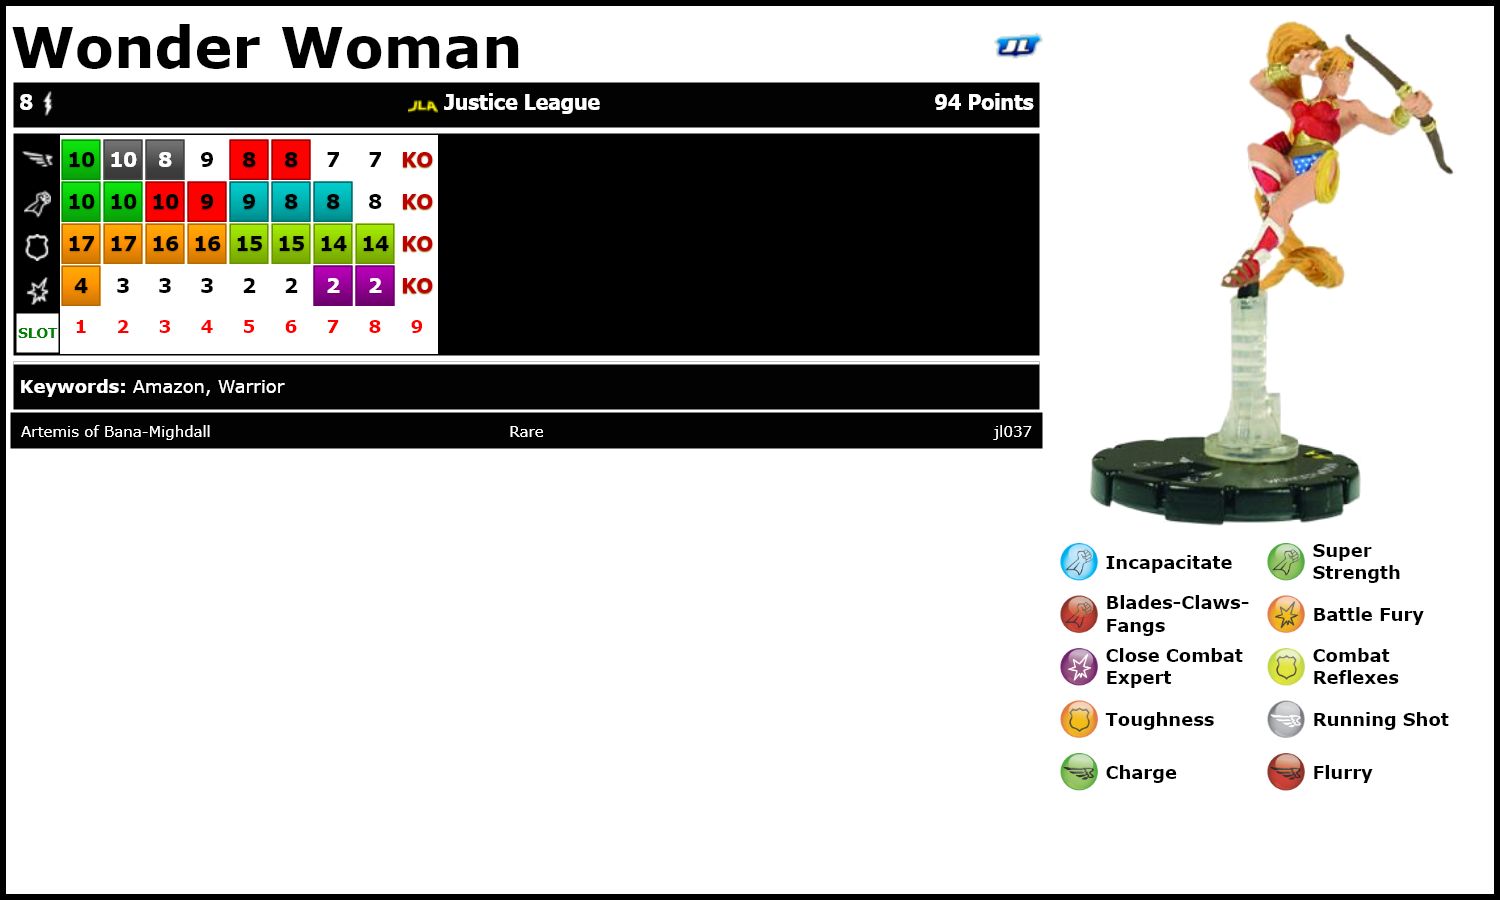 Wonder Woman
JL
8 JLA Justice League 94 Points
10 10 8 9 8 8 7 7 KO
10 10 10 9 9 8 8 8 KO
17 17 16 16 15 15 14 14 KO
4 3 3 3 2 2 2 2 KO
SLOT 1 2 3 4 5 6 7 8 9
Keywords: Amazon, Warrior
Artemis of Bana-Mighdall Rare jl037
Incapacitate
Super
Strength
Blades-Claws-
Fangs
Battle Fury
Close Combat
Expert
Combat
Reflexes
Toughness
Running Shot
Charge
Flurry